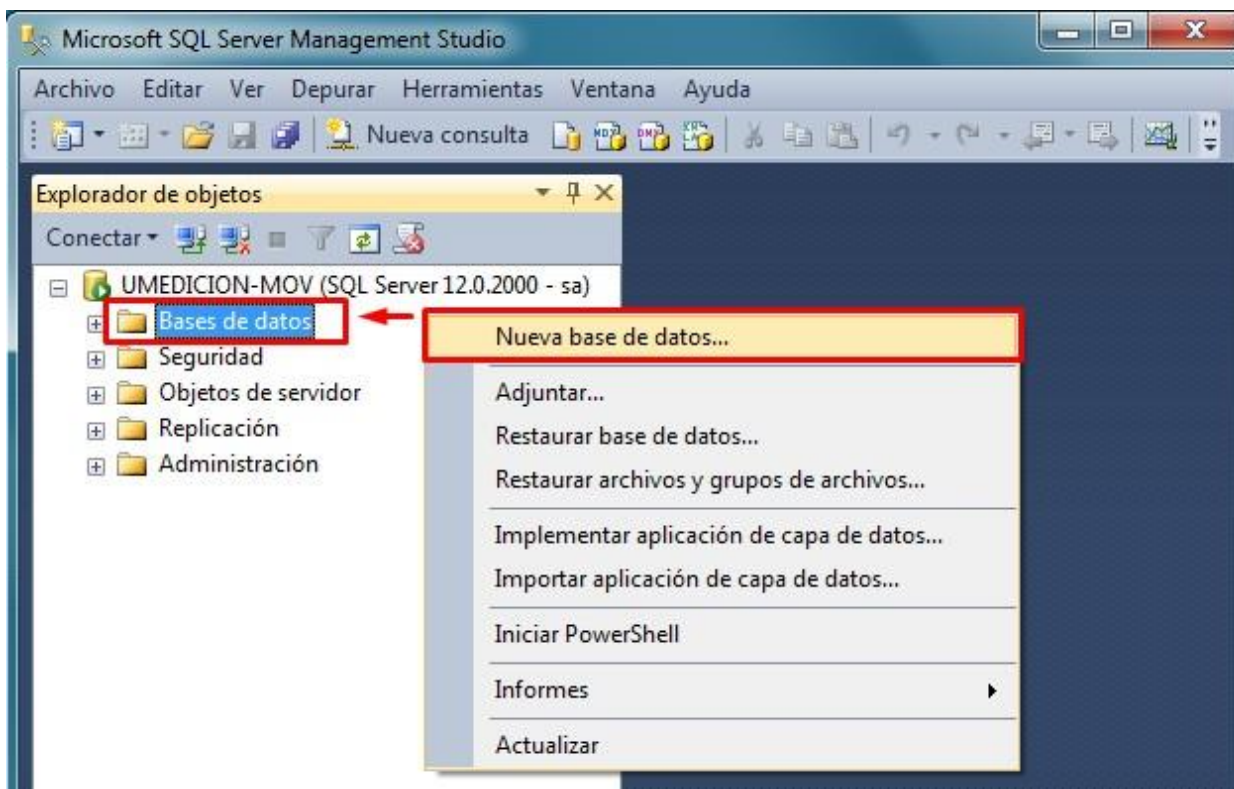 Microsoft SQL Server Management Studio
Archivo Editar Ver Depurar Herramientas Ventana Ayuda
Nueva consulta
Explorador de objetos
Conectar
UMEDICION-MOV (SQL Server 12.0.2000 - sa)
Bases de datos
Seguridad
Objetos de servidor
Replicación
Administración
Nueva base de datos...
Adjuntar...
Restaurar base de datos...
Restaurar archivos y grupos de archivos...
Implementar aplicación de capa de datos...
Importar aplicación de capa de datos...
Iniciar PowerShell
Informes
Actualizar